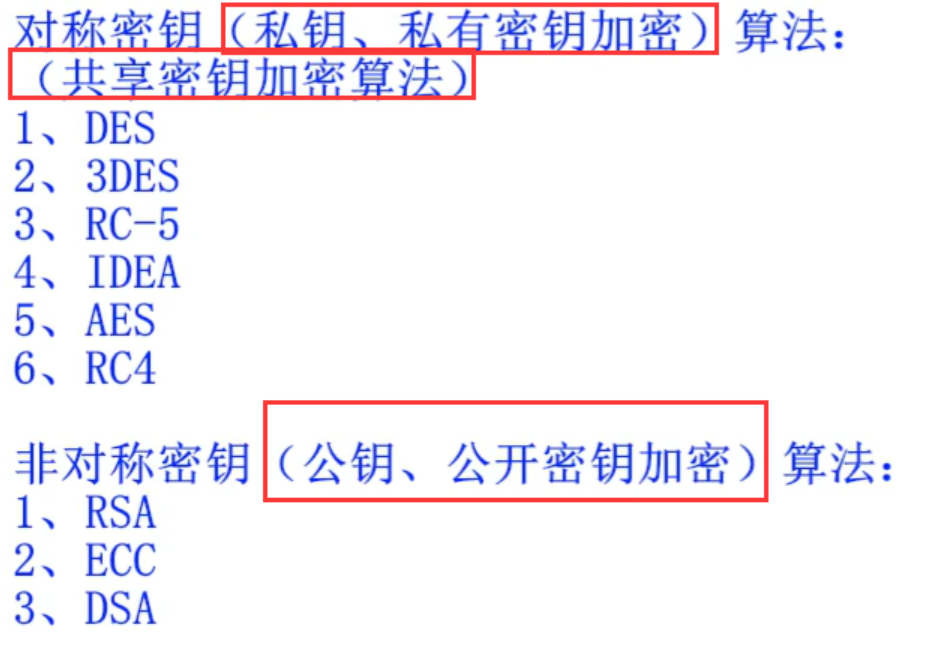 对称密钥（私钥、私有密钥加密）算法：
（共享密钥加密算法）
1、DES
2、3DES
3、RC-5
4、IDEA
5、AES
6、RC4
非对称密钥（公钥、公开密钥加密）算法：
1、RSA
2、ECC
3、DSA